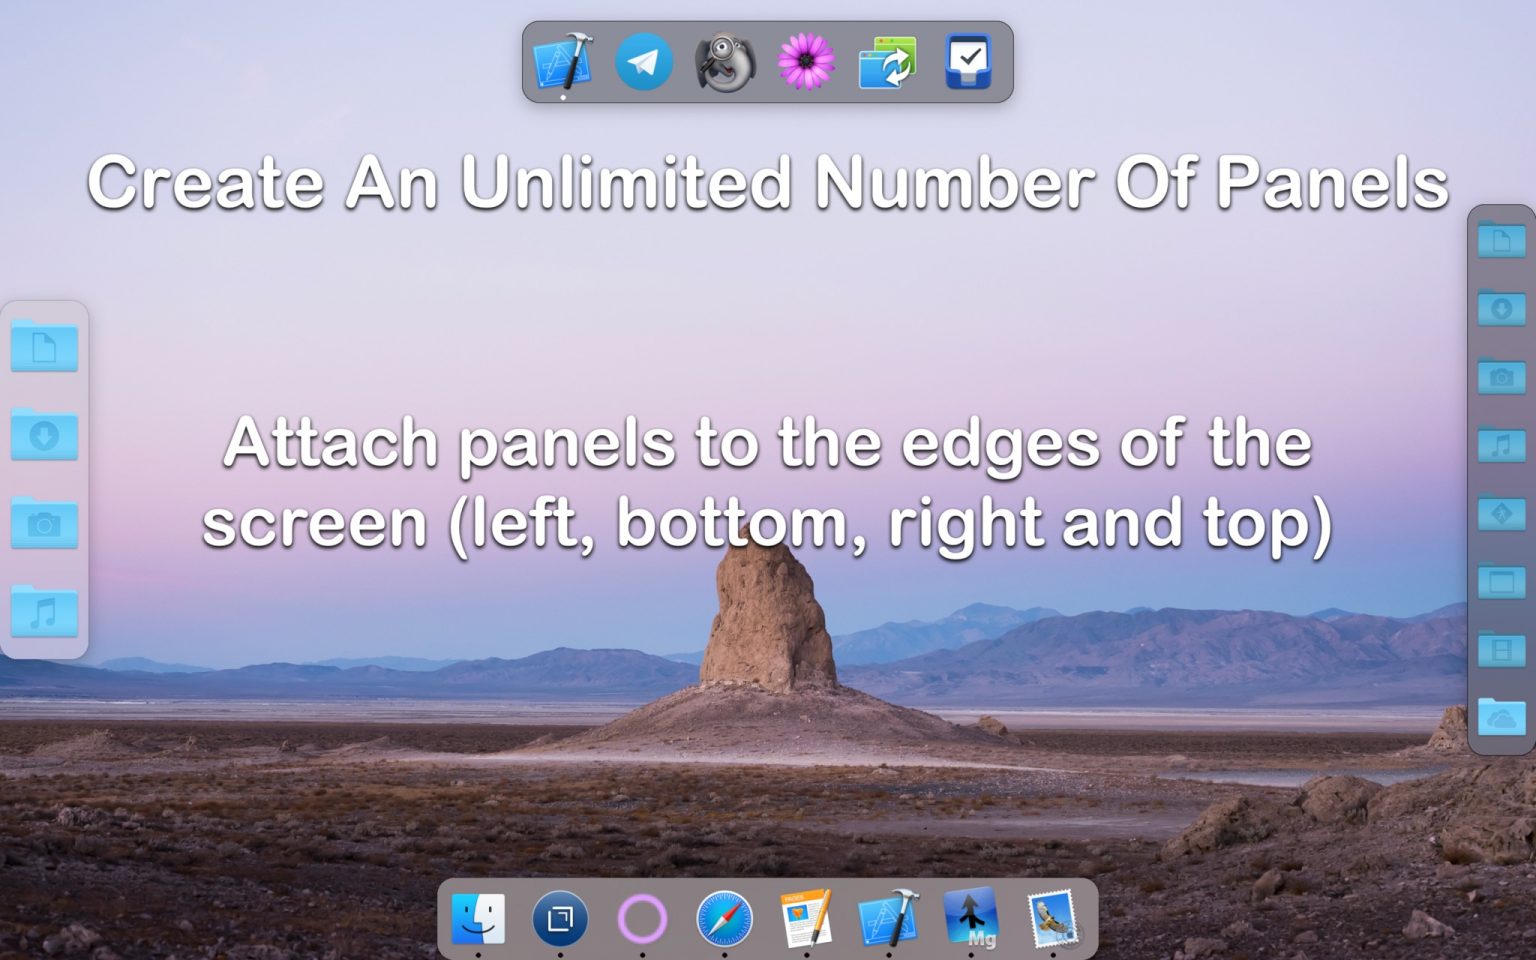 Create An Unlimited Number Of Panels
Attach panels to the edges of the
screen (left, bottom, right and top)
PAGES
Mg